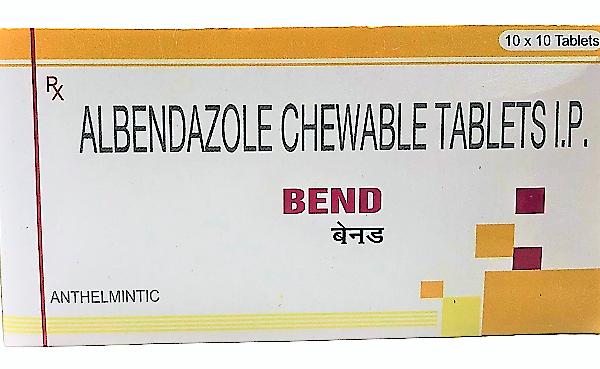 10 x 10 Tablets
Rx
ALBENDAZOLE CHEWABLE TABLETS I.P.
BEND
बेनड
ANTHELMINTIC